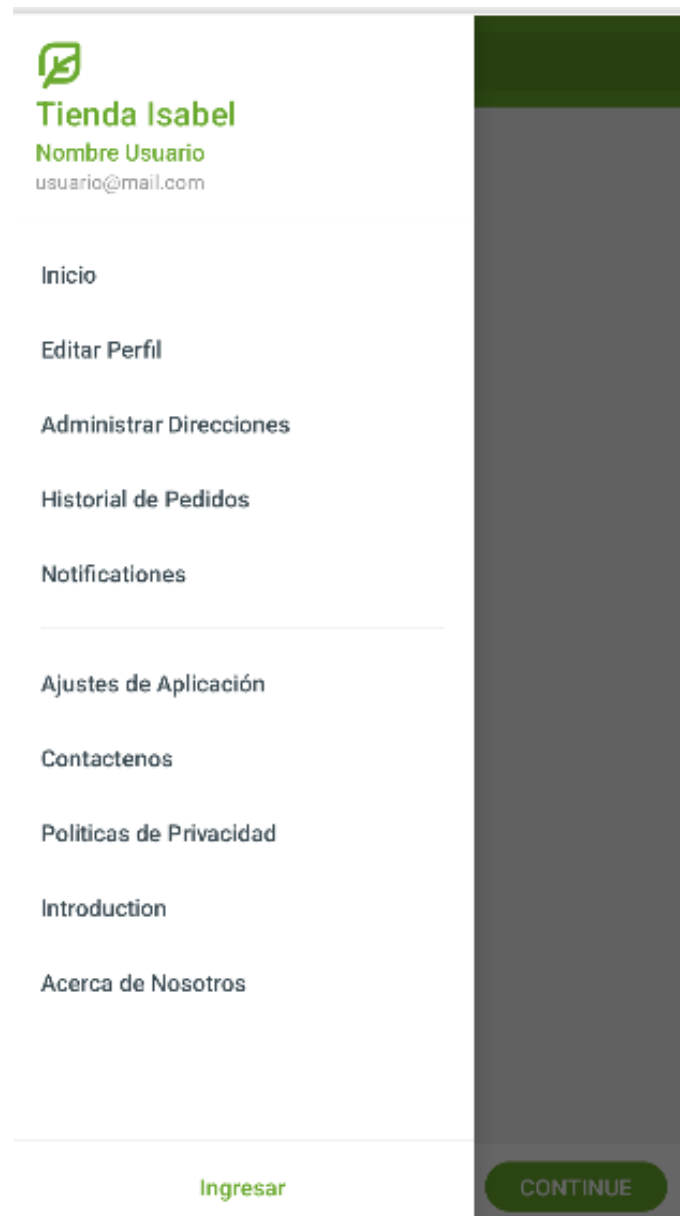 Tienda Isabel
Nombre Usuario
usuario@mail.com
Inicio
Editar Perfil
Administrar Direcciones
Historial de Pedidos
Notificationes
Ajustes de Aplicación
Contactenos
Politicas de Privacidad
Introduction
Acerca de Nosotros
Ingresar
CONTINUE